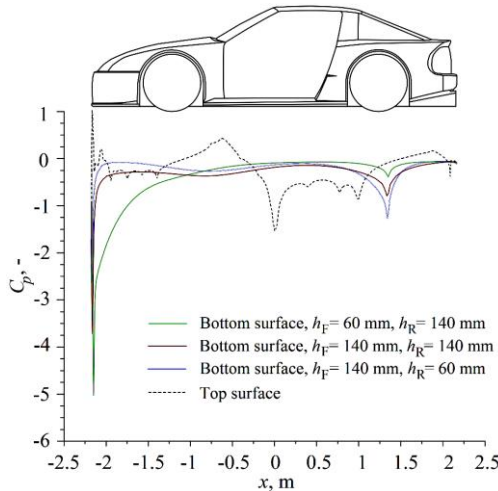 1
0
-1
-2
-3
-4
-5
-6
Cp, -
Bottom surface, hF= 60 mm, hR= 140 mm
Bottom surface, hF= 140 mm, hR= 140 mm
Bottom surface, hF= 140 mm, hR= 60 mm
Top surface
-2.5 -2 -1.5 -1 -0.5 0 0.5 1 1.5 2 2.5
x, m